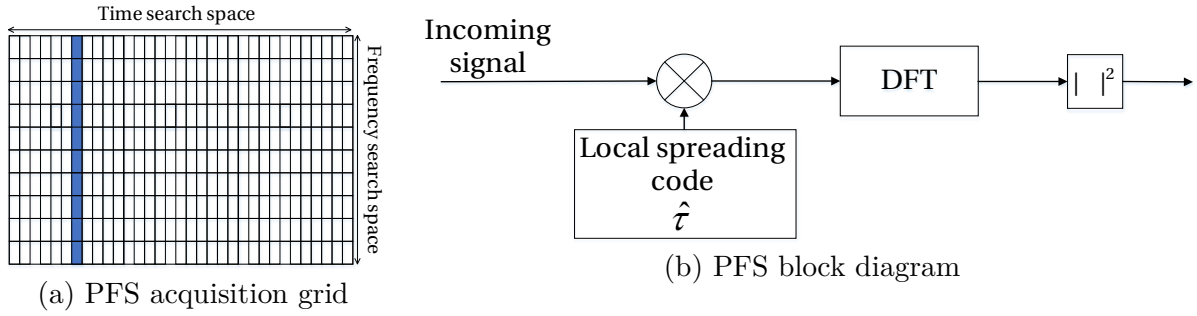 Time search space
Frequency search space
(a) PFS acquisition grid
Incoming
signal
DFT
| |²
Local spreading
code
τ̂
(b) PFS block diagram